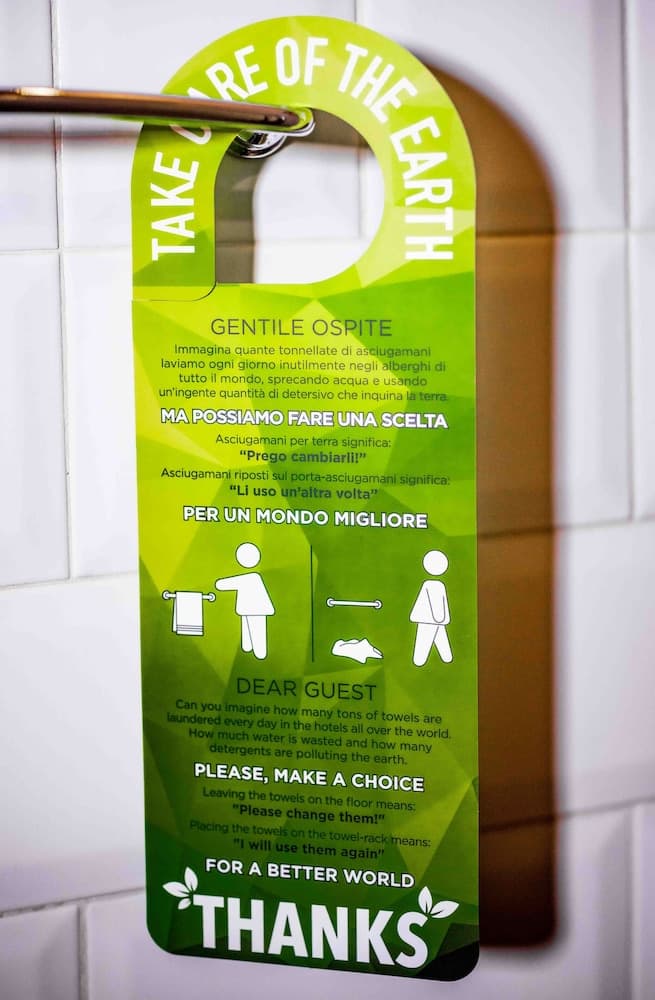 TAKE CARE OF THE EARTH
GENTILE OSPITE
Immagina quante tonnellate di asciugamani
laviamo ogni giorno inutilmente negli alberghi di
tutto il mondo, sprecando acqua e usando
un'ingente quantità di detersivo che inquina la terra.
MA POSSIAMO FARE UNA SCELTA
Asciugamani per terra significa:
“Prego cambiarli!”
Asciugamani riposti sul porta-asciugamani significa:
“Li uso un'altra volta”
PER UN MONDO MIGLIORE
DEAR GUEST
Can you imagine how many tons of towels are
laundered every day in the hotels all over the world.
How much water is wasted and how many
detergents are polluting the earth.
PLEASE, MAKE A CHOICE
Leaving the towels on the floor means:
"Please change them!"
Placing the towels on the towel-rack means:
"I will use them again"
FOR A BETTER WORLD
THANKS